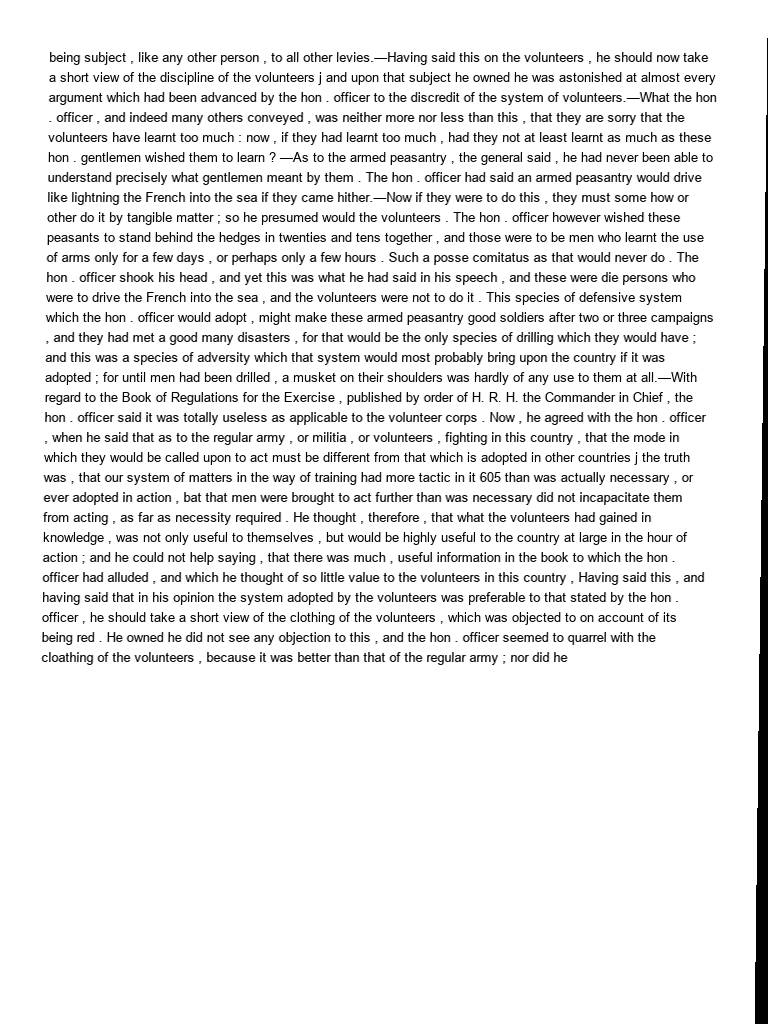 being subject , like any other person , to all other levies.—Having said this on the volunteers , he should now take
a short view of the discipline of the volunteers j and upon that subject he owned he was astonished at almost every
argument which had been advanced by the hon . officer to the discredit of the system of volunteers.—What the hon
. officer , and indeed many others conveyed , was neither more nor less than this , that they are sorry that the
volunteers have learnt too much : now , if they had learnt too much , had they not at least learnt as much as these
hon . gentlemen wished them to learn ? —As to the armed peasantry , the general said , he had never been able to
understand precisely what gentlemen meant by them . The hon . officer had said an armed peasantry would drive
like lightning the French into the sea if they came hither.—Now if they were to do this , they must some how or
other do it by tangible matter ; so he presumed would the volunteers . The hon . officer however wished these
peasants to stand behind the hedges in twenties and tens together , and those were to be men who learnt the use
of arms only for a few days , or perhaps only a few hours . Such a posse comitatus as that would never do . The
hon . officer shook his head , and yet this was what he had said in his speech , and these were die persons who
were to drive the French into the sea , and the volunteers were not to do it . This species of defensive system
which the hon . officer would adopt , might make these armed peasantry good soldiers after two or three campaigns
, and they had met a good many disasters , for that would be the only species of drilling which they would have ;
and this was a species of adversity which that system would most probably bring upon the country if it was
adopted ; for until men had been drilled , a musket on their shoulders was hardly of any use to them at all.—With
regard to the Book of Regulations for the Exercise , published by order of H. R. H. the Commander in Chief , the
hon . officer said it was totally useless as applicable to the volunteer corps . Now , he agreed with the hon . officer
, when he said that as to the regular army , or militia , or volunteers , fighting in this country , that the mode in
which they would be called upon to act must be different from that which is adopted in other countries j the truth
was , that our system of matters in the way of training had more tactic in it 605 than was actually necessary , or
ever adopted in action , bat that men were brought to act further than was necessary did not incapacitate them
from acting , as far as necessity required . He thought , therefore , that what the volunteers had gained in
knowledge , was not only useful to themselves , but would be highly useful to the country at large in the hour of
action ; and he could not help saying , that there was much , useful information in the book to which the hon .
officer had alluded , and which he thought of so little value to the volunteers in this country , Having said this , and
having said that in his opinion the system adopted by the volunteers was preferable to that stated by the hon .
officer , he should take a short view of the clothing of the volunteers , which was objected to on account of its
being red . He owned he did not see any objection to this , and the hon . officer seemed to quarrel with the
cloathing of the volunteers , because it was better than that of the regular army ; nor did he